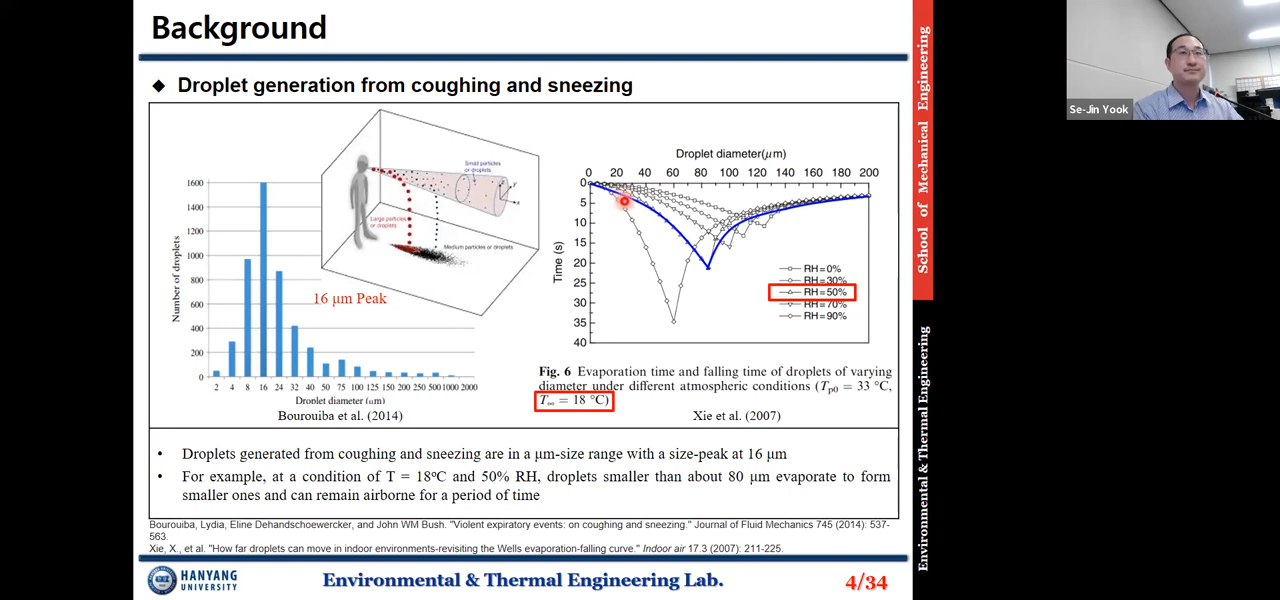 Background
◆ Droplet generation from coughing and sneezing
Number of droplets
1600
1400
1200
1000
800
600
400
200
0
2 4 8 16 24 32 40 50 75 100 125 150 200 250 500 1000 2000
Droplet diameter (μm)
16 μm Peak
Small particles
or droplets
Large particles
or droplets
Medium particles or droplets
Bourouiba et al. (2014)
Droplet diameter(μm)
0 20 40 60 80 100 120 140 160 180 200
Time (s)
0
5
10
15
20
25
30
35
40
RH=0%
RH=30%
RH=50%
RH=70%
RH=90%
Fig. 6 Evaporation time and falling time of droplets of varying
diameter under different atmospheric conditions (Tp0 = 33 °C,
T∞ = 18 °C)
Xie et al. (2007)
• Droplets generated from coughing and sneezing are in a μm-size range with a size-peak at 16 μm
• For example, at a condition of T = 18ºC and 50% RH, droplets smaller than about 80 μm evaporate to form
smaller ones and can remain airborne for a period of time
Bourouiba, Lydia, Eline Dehandschoewercker, and John WM Bush. "Violent expiratory events: on coughing and sneezing." Journal of Fluid Mechanics 745 (2014): 537-
563.
Xie, X., et al. "How far droplets can move in indoor environments-revisiting the Wells evaporation-falling curve." Indoor air 17.3 (2007): 211-225.
HANYANG
UNIVERSITY
Environmental & Thermal Engineering Lab.
4/34
School of Mechanical Engineering
Environmental & Thermal Engineering
Se-Jin Yook